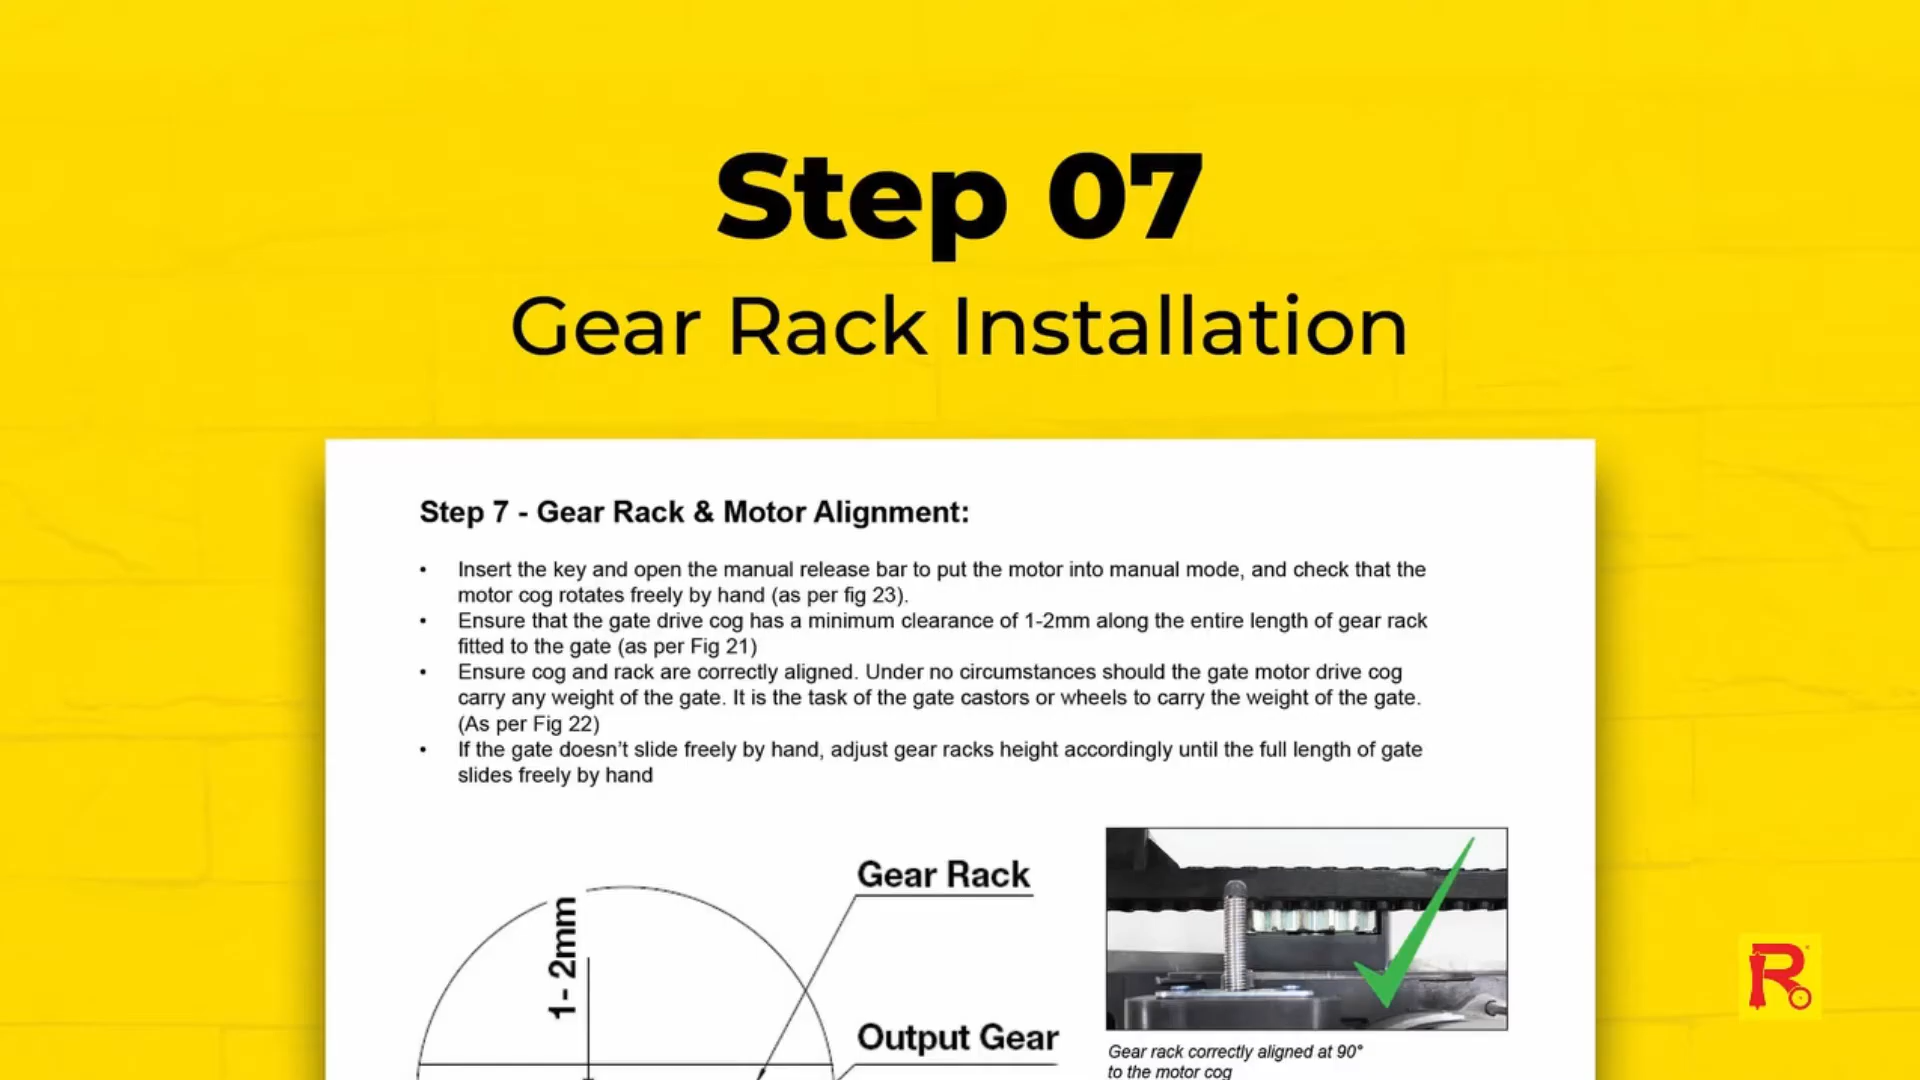 Step 07
Gear Rack Installation
Step 7 - Gear Rack & Motor Alignment:
• Insert the key and open the manual release bar to put the motor into manual mode, and check that the
motor cog rotates freely by hand (as per fig 23).
• Ensure that the gate drive cog has a minimum clearance of 1-2mm along the entire length of gear rack
fitted to the gate (as per Fig 21)
• Ensure cog and rack are correctly aligned. Under no circumstances should the gate motor drive cog
carry any weight of the gate. It is the task of the gate castors or wheels to carry the weight of the gate.
(As per Fig 22)
• If the gate doesn’t slide freely by hand, adjust gear racks height accordingly until the full length of gate
slides freely by hand
Gear Rack
1- 2mm
Output Gear
Gear rack correctly aligned at 90°
to the motor cog
R